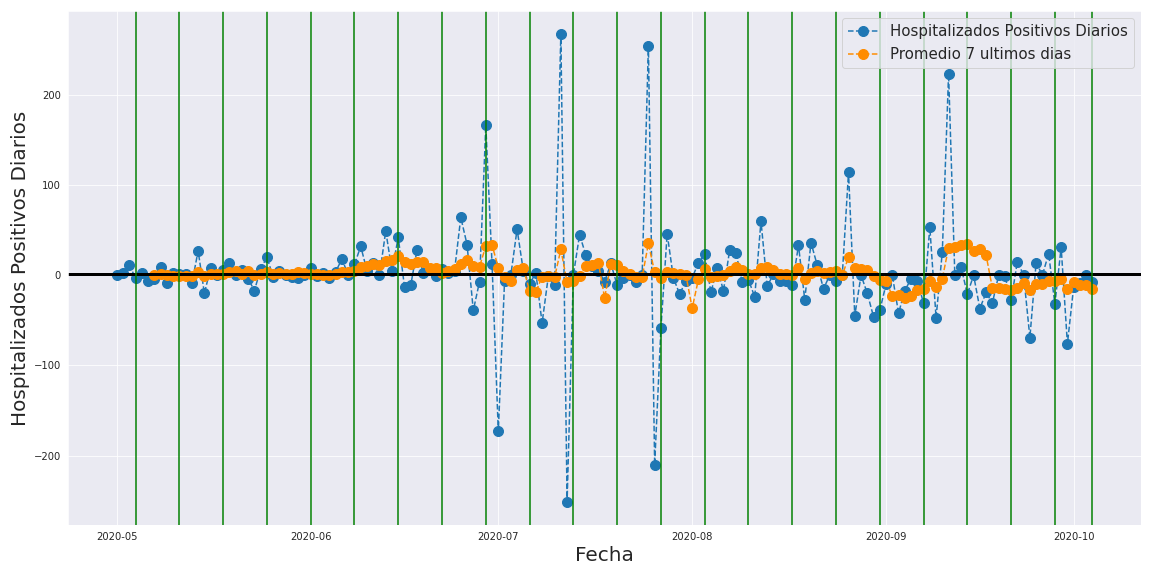 Hospitalizados Positivos Diarios
Promedio 7 ultimos dias
Hospitalizados Positivos Diarios
200
100
0
−100
−200
2020-05
2020-06
2020-07
2020-08
2020-09
2020-10
Fecha